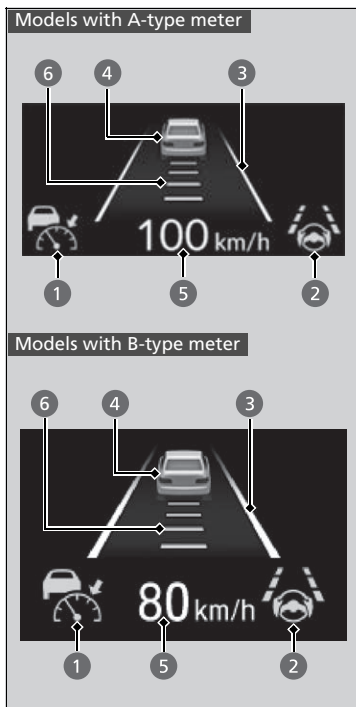 Models with A-type meter
6 4 3
100 km/h
1 5 2
Models with B-type meter
6 4 3
80 km/h
1 5 2